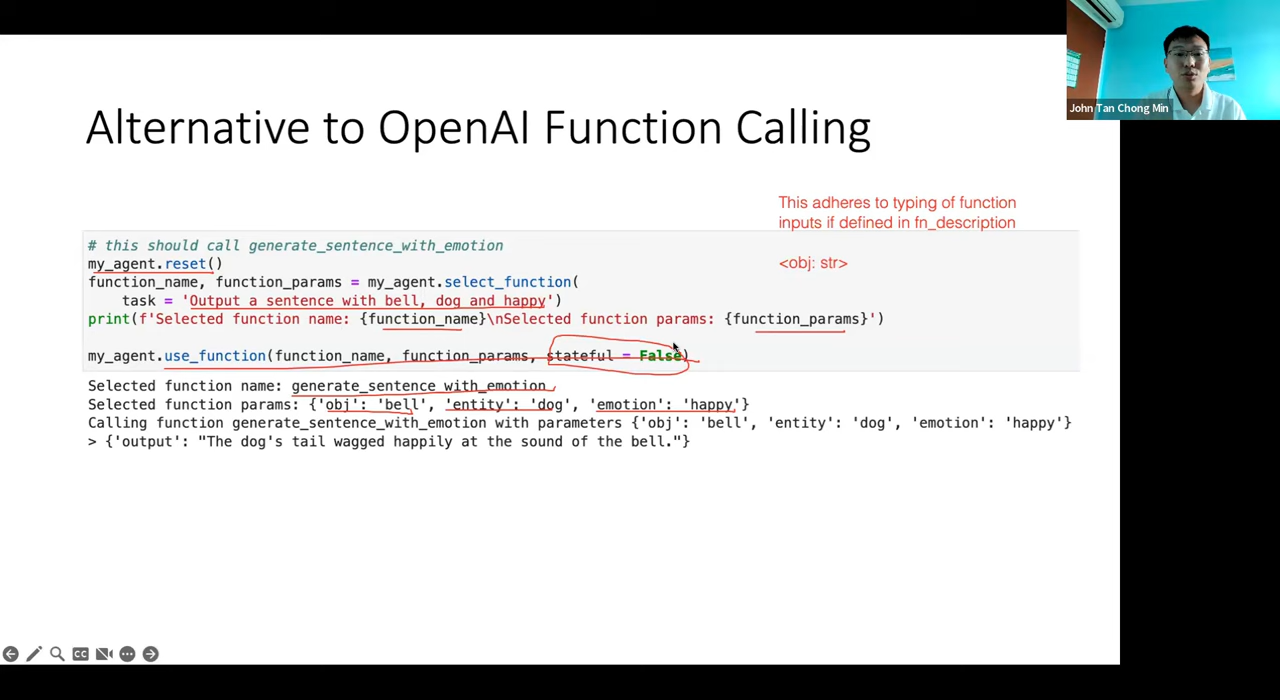 John Tan Chong Min
Alternative to OpenAI Function Calling
This adheres to typing of function
inputs if defined in fn_description
<obj: str>
# this should call generate_sentence_with_emotion
my_agent.reset()
function_name, function_params = my_agent.select_function(
    task = 'Output a sentence with bell, dog and happy')
print(f'Selected function name: {function_name}\nSelected function params: {function_params}')
my_agent.use_function(function_name, function_params, stateful = False)
Selected function name: generate_sentence_with_emotion
Selected function params: {'obj': 'bell', 'entity': 'dog', 'emotion': 'happy'}
Calling function generate_sentence_with_emotion with parameters {'obj': 'bell', 'entity': 'dog', 'emotion': 'happy'}
> {'output': "The dog's tail wagged happily at the sound of the bell."}
CC